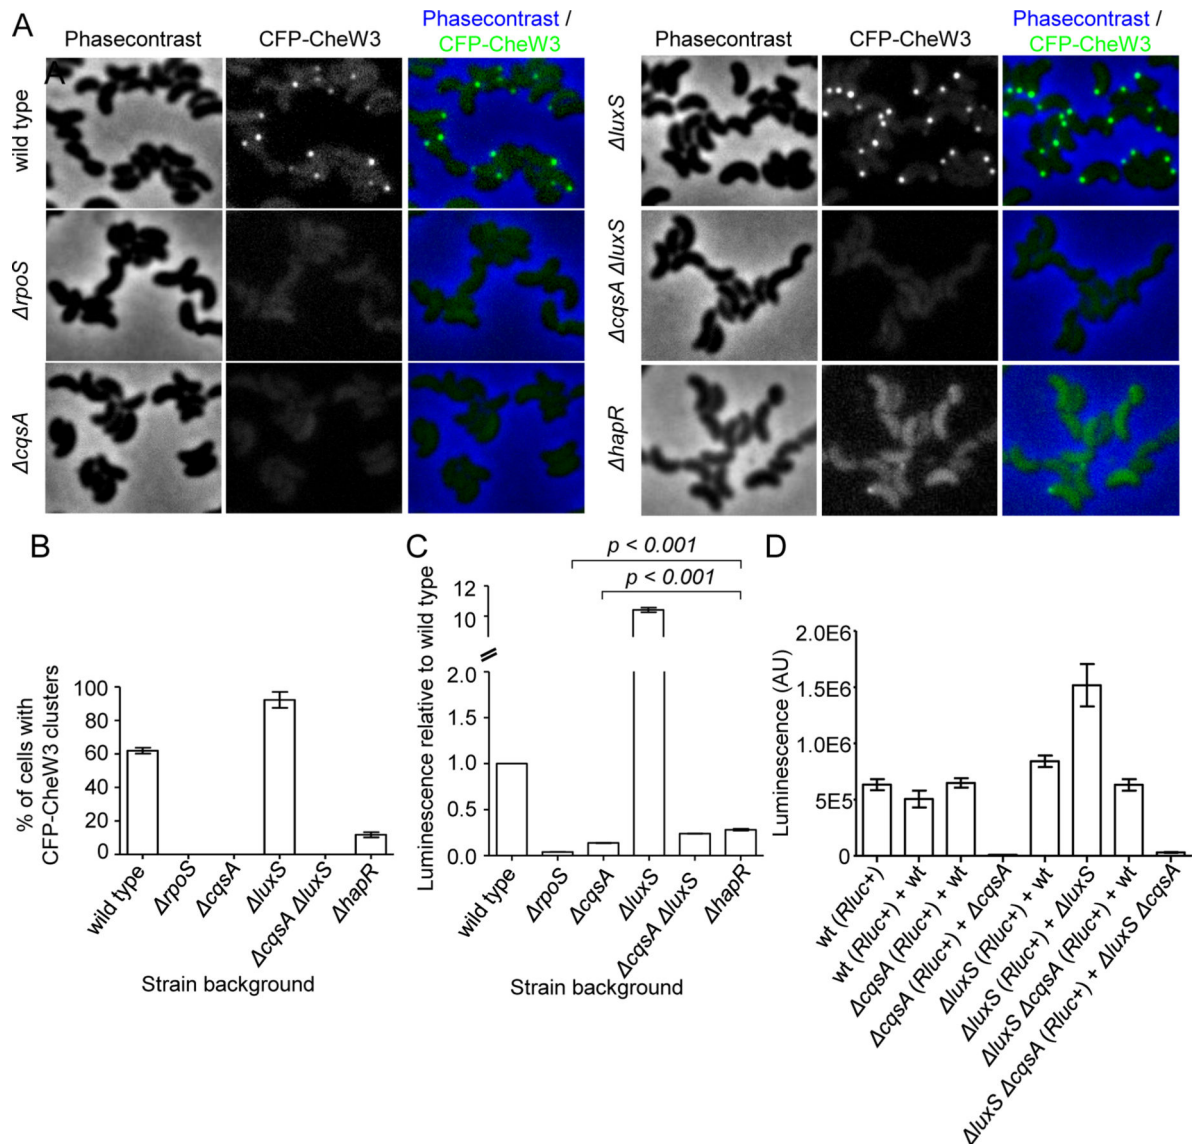 A
Phasecontrast
CFP-CheW3
Phasecontrast /
CFP-CheW3
A
wild type
ΔrpoS
ΔcqsA
Phasecontrast
CFP-CheW3
Phasecontrast /
CFP-CheW3
ΔluxS
ΔcqsA ΔluxS
ΔhapR
B
% of cells with
CFP-CheW3 clusters
100
80
60
40
20
0
wild type
ΔrpoS
ΔcqsA
ΔluxS
ΔcqsA ΔluxS
ΔhapR
Strain background
C
p < 0.001
p < 0.001
Luminescence relative to wild type
12
10
2.0
1.5
1.0
0.5
0.0
wild type
ΔrpoS
ΔcqsA
ΔluxS
ΔcqsA ΔluxS
ΔhapR
Strain background
D
Luminescence (AU)
2.0E6
1.5E6
1.0E6
5E5
0
wt (Rluc+)
wt (Rluc+) + wt
ΔcqsA (Rluc+) + wt
ΔcqsA (Rluc+) + ΔcqsA
ΔluxS (Rluc+) + wt
ΔluxS (Rluc+) + ΔluxS
ΔluxS ΔcqsA (Rluc+) + wt
ΔluxS ΔcqsA (Rluc+) + ΔluxS ΔcqsA